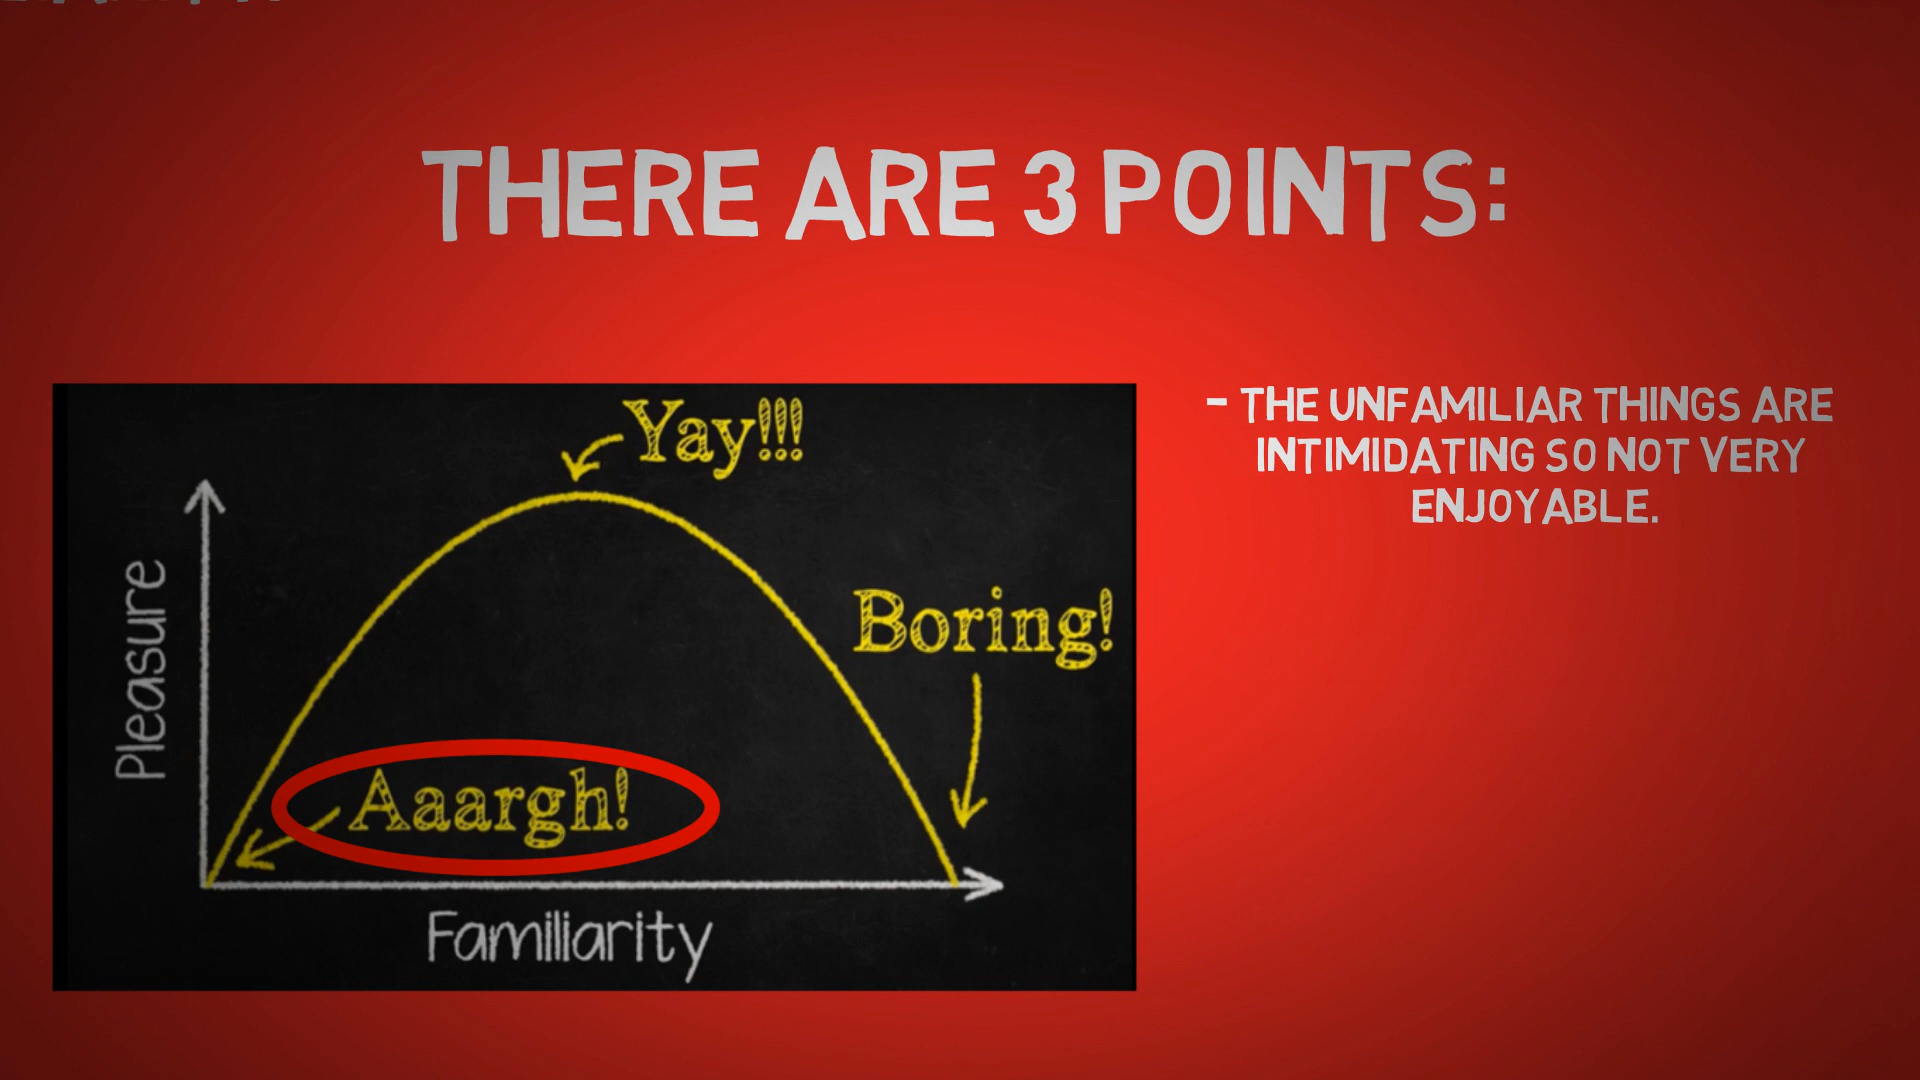 THERE ARE 3 POINTS:
- THE UNFAMILIAR THINGS ARE
INTIMIDATING SO NOT VERY
ENJOYABLE.
Yay!!!
Boring!
Pleasure
Aaargh!
Familiarity